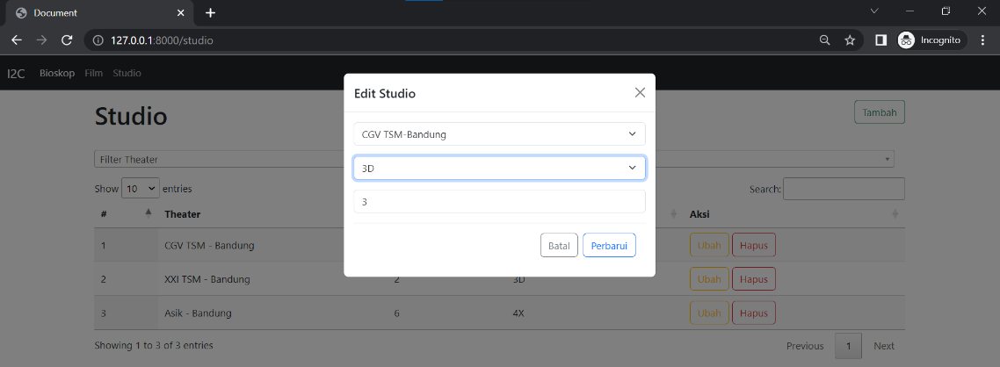 Document
127.0.0.1:8000/studio
Incognito
I2C Bioskop Film Studio
Edit Studio
Studio
Tambah
CGV TSM-Bandung
Filter Theater
3D
Show 10 entries
Search:
3
# Theater Aksi
1 CGV TSM - Bandung Ubah Hapus
Batal Perbarui
2 XXI TSM - Bandung 2 3D Ubah Hapus
3 Asik - Bandung 6 4X Ubah Hapus
Showing 1 to 3 of 3 entries
Previous 1 Next